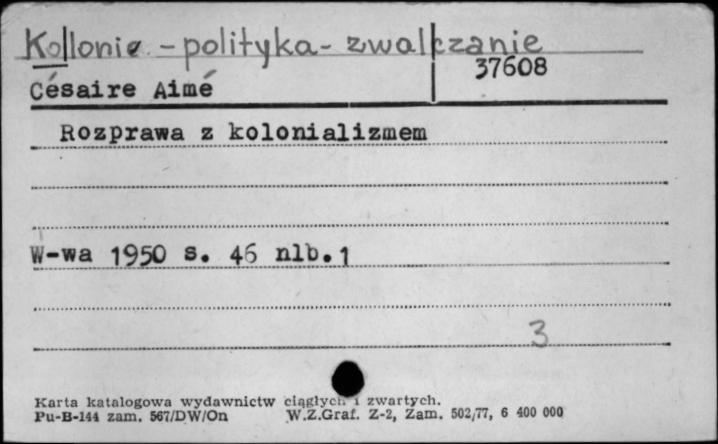 Kollonie - polityka - zwalczanie
37608
Césaire Aimé
Rozprawa z kolonializmem
W-wa 1950 s. 46 nlb.1
3
Karta katalogowa wydawnictw ciągłych i zwartych.
Pu-B-144 zam. 567/DW/On W.Z.Graf. Z-2, Zam. 502/77, 6 400 000